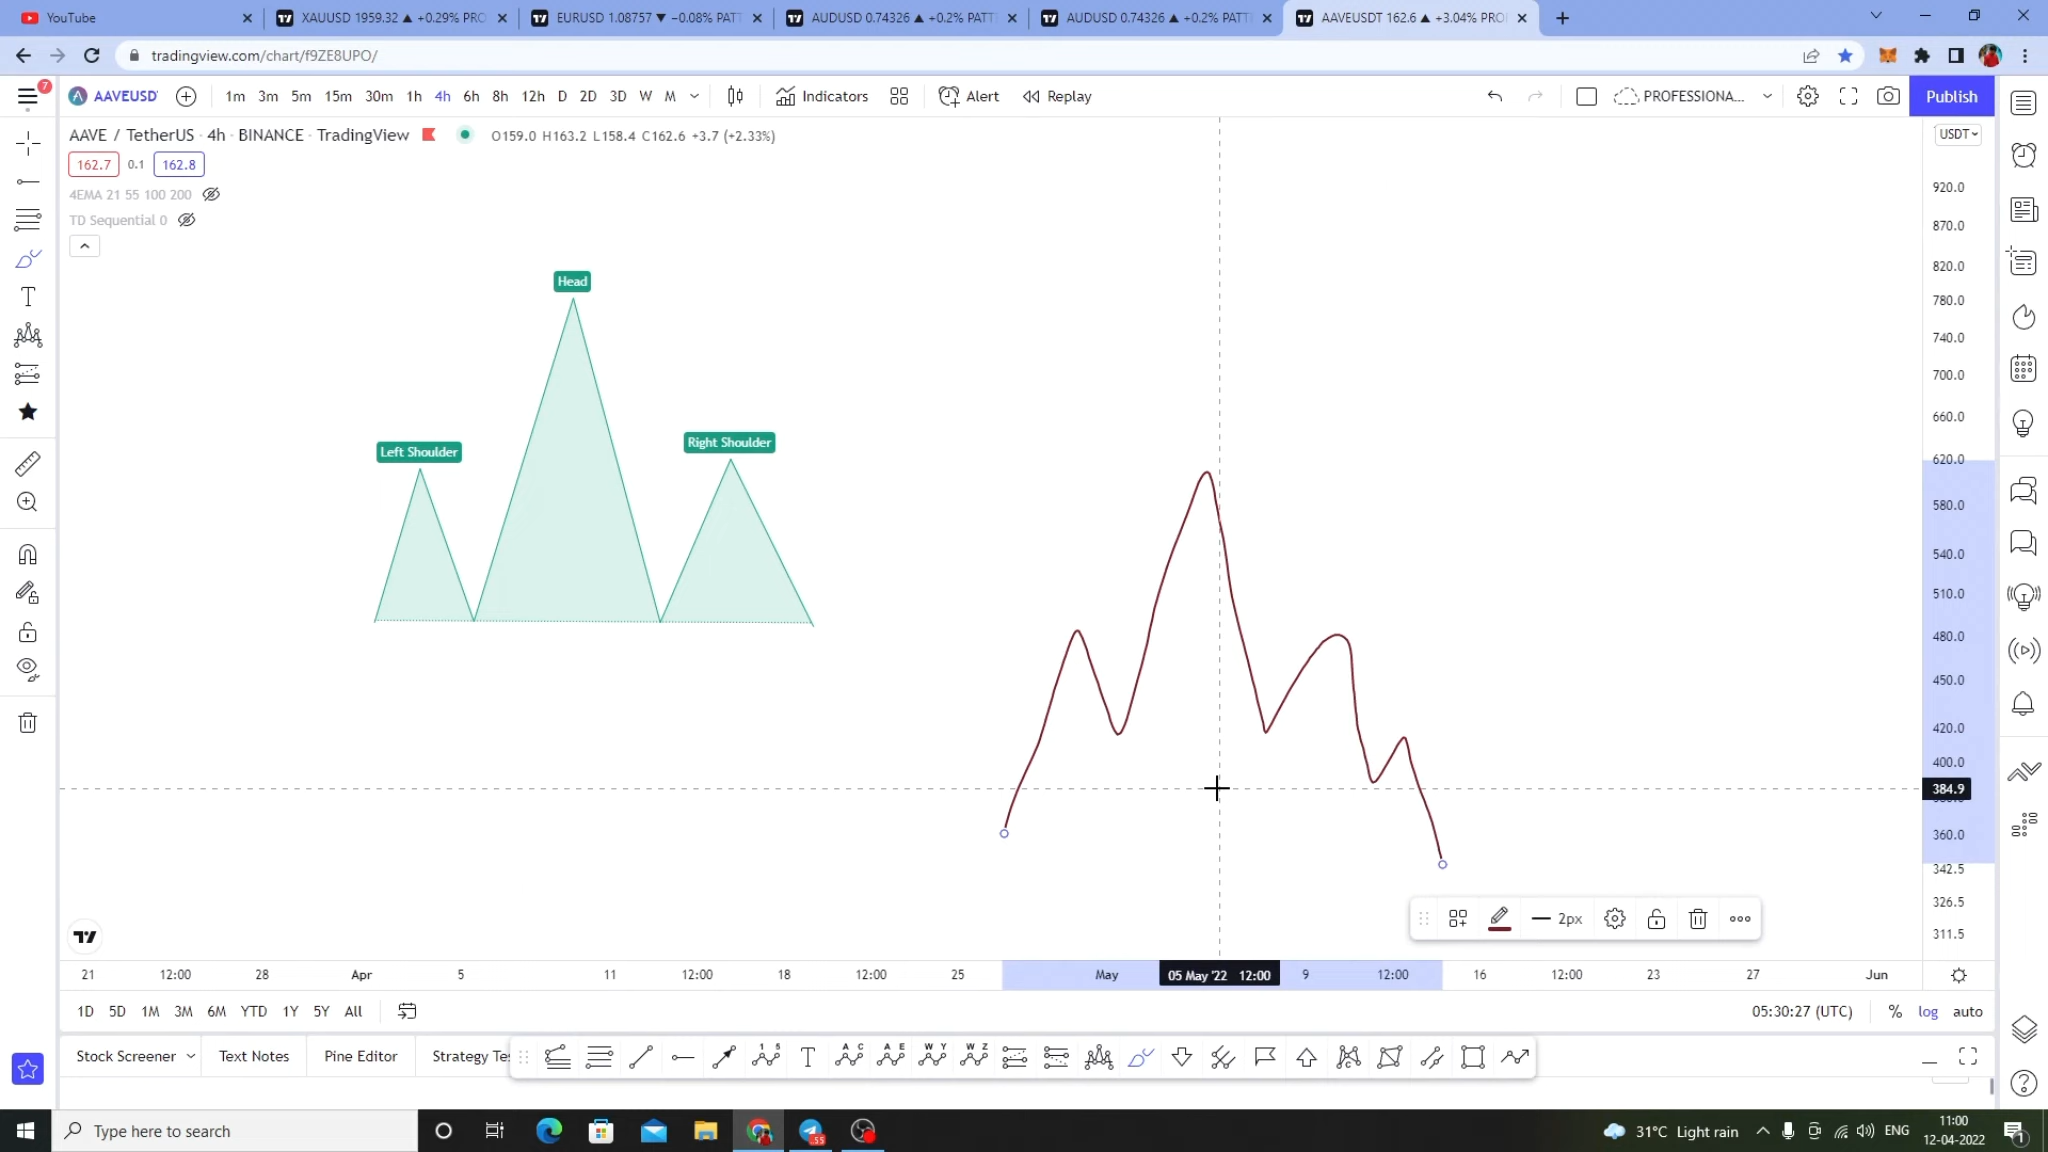 YouTube
XAUUSD 1959.32 ▲ +0.29% PRO
EURUSD 1.08757 ▼ −0.08% PATT
AUDUSD 0.74326 ▲ +0.2% PATT
AUDUSD 0.74326 ▲ +0.2% PATT
AAVEUSDT 162.6 ▲ +3.04% PRO
tradingview.com/chart/f9ZE8UPO/
7
AAVEUSD
1m 3m 5m 15m 30m 1h 4h 6h 8h 12h D 2D 3D W M
Indicators
Alert
Replay
PROFESSIONA...
Publish
AAVE / TetherUS · 4h · BINANCE · TradingView
O159.0 H163.2 L158.4 C162.6 +3.7 (+2.33%)
USDT
162.7 0.1 162.8
4EMA 21 55 100 200
TD Sequential 0
Head
Left Shoulder
Right Shoulder
920.0
870.0
820.0
780.0
740.0
700.0
660.0
620.0
580.0
540.0
510.0
480.0
450.0
420.0
400.0
384.9
360.0
342.5
326.5
311.5
2px
21 12:00 28 Apr 5 11 12:00 18 12:00 25 May 05 May '22 12:00 9 12:00 16 12:00 23 27 Jun
1D 5D 1M 3M 6M YTD 1Y 5Y All
05:30:27 (UTC) % log auto
Stock Screener Text Notes Pine Editor Strategy Te
1 5
T
A C
A E
W Y
W Z
Type here to search
55
31°C Light rain
ENG
11:00
12-04-2022
1